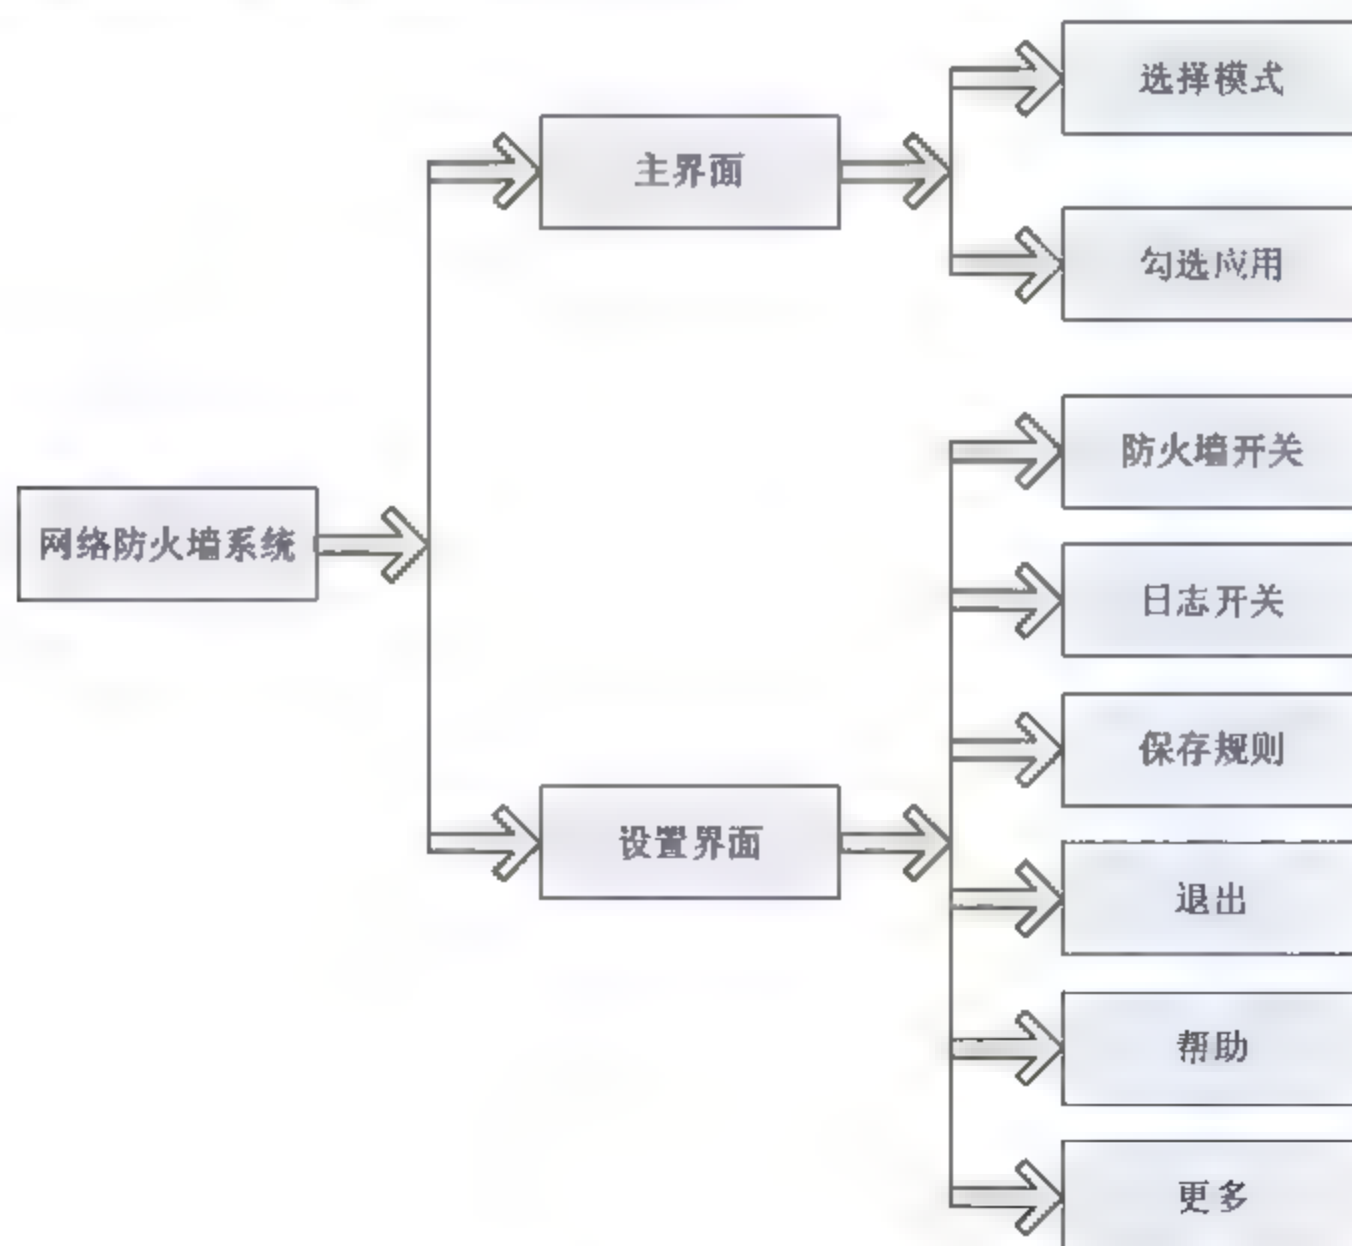 选择模式
主界面
勾选应用
防火墙开关
网络防火墙系统
日志开关
保存规则
设置界面
退出
帮助
更多